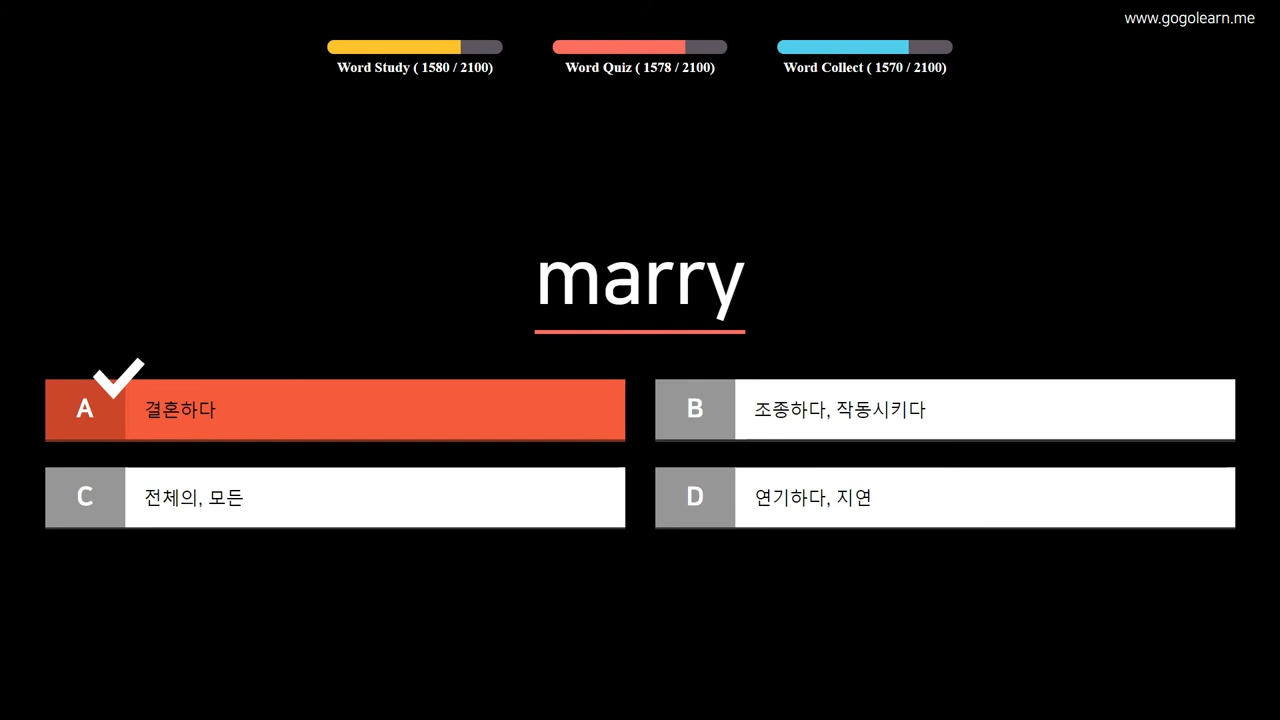 www.gogolearn.me
Word Study ( 1580 / 2100)
Word Quiz ( 1578 / 2100)
Word Collect ( 1570 / 2100)
marry
A 결혼하다
B 조종하다, 작동시키다
C 전체의, 모든
D 연기하다, 지연